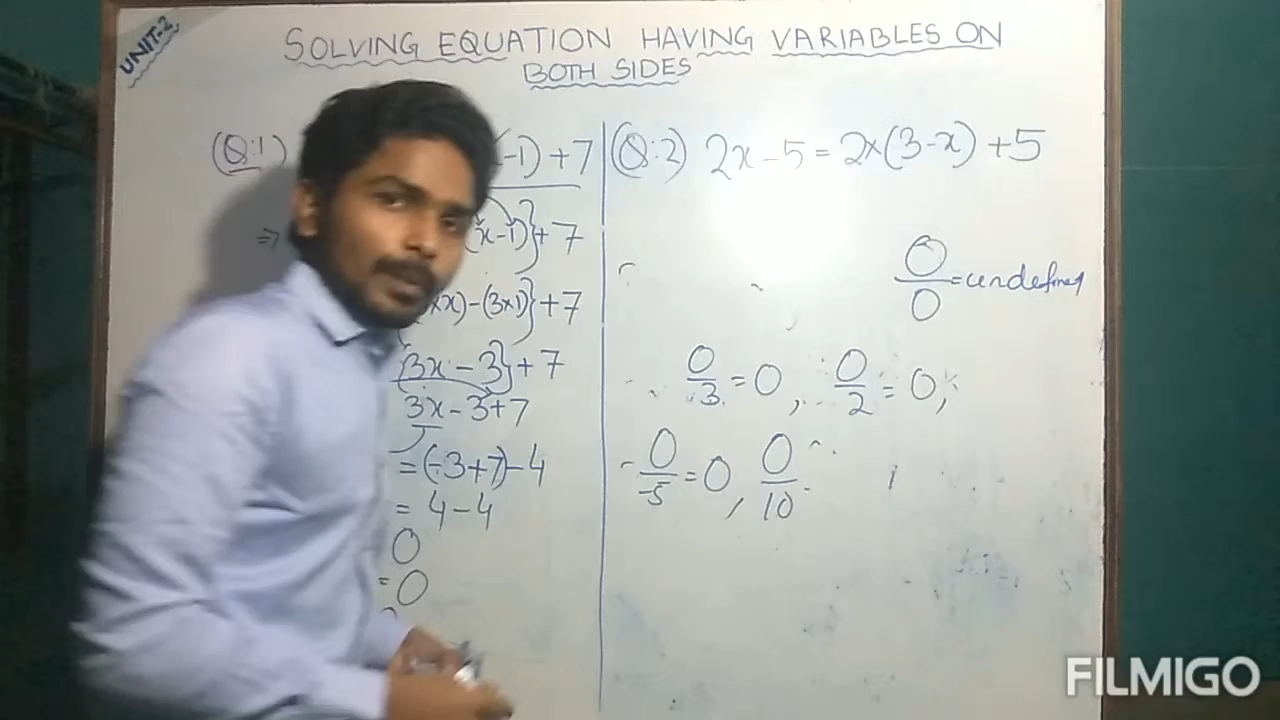 UNIT-2
SOLVING EQUATION HAVING VARIABLES ON
BOTH SIDES
(Q:1)
-1) + 7
⇒
x-1)} + 7
×x) - (3×1)} + 7
{3x - 3} + 7
3x - 3 + 7
= (-3+7) - 4
= 4 - 4
0
= 0
(Q:2) 2x - 5 = 2×(3-x) + 5
0/0 = undefined
0/3 = 0, 0/2 = 0,
0/5 = 0, 0/10
FILMIGO